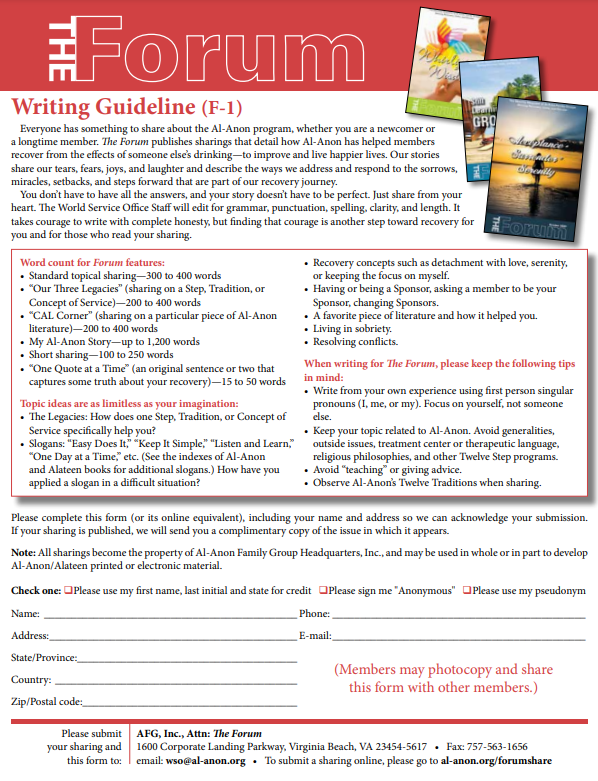 THE Forum
Writing Guideline (F-1)
Everyone has something to share about the Al-Anon program, whether you are a newcomer or
a longtime member. The Forum publishes sharings that detail how Al-Anon has helped members
recover from the effects of someone else's drinking—to improve and live happier lives. Our stories
share our tears, fears, joys, and laughter and describe the ways we address and respond to the sorrows,
miracles, setbacks, and steps forward that are part of our recovery journey.
You don't have to have all the answers, and your story doesn't have to be perfect. Just share from your
heart. The World Service Office Staff will edit for grammar, punctuation, spelling, clarity, and length. It
takes courage to write with complete honesty, but finding that courage is another step toward recovery for
you and for those who read your sharing.
Acceptance
Surrender
Serenity
THE Forum
Word count for Forum features:
• Standard topical sharing—300 to 400 words
• “Our Three Legacies” (sharing on a Step, Tradition, or
Concept of Service)—200 to 400 words
• “CAL Corner” (sharing on a particular piece of Al-Anon
literature)—200 to 400 words
• My Al-Anon Story—up to 1,200 words
• Short sharing—100 to 250 words
• “One Quote at a Time” (an original sentence or two that
captures some truth about your recovery)—15 to 50 words
Topic ideas are as limitless as your imagination:
• The Legacies: How does one Step, Tradition, or Concept of
Service specifically help you?
• Slogans: “Easy Does It,” “Keep It Simple,” “Listen and Learn,”
“One Day at a Time,” etc. (See the indexes of Al-Anon
and Alateen books for additional slogans.) How have you
applied a slogan in a difficult situation?
• Recovery concepts such as detachment with love, serenity,
or keeping the focus on myself.
• Having or being a Sponsor, asking a member to be your
Sponsor, changing Sponsors.
• A favorite piece of literature and how it helped you.
• Living in sobriety.
• Resolving conflicts.
When writing for The Forum, please keep the following tips
in mind:
• Write from your own experience using first person singular
pronouns (I, me, or my). Focus on yourself, not someone
else.
• Keep your topic related to Al-Anon. Avoid generalities,
outside issues, treatment center or therapeutic language,
religious philosophies, and other Twelve Step programs.
• Avoid “teaching” or giving advice.
• Observe Al-Anon's Twelve Traditions when sharing.
Please complete this form (or its online equivalent), including your name and address so we can acknowledge your submission.
If your sharing is published, we will send you a complimentary copy of the issue in which it appears.
Note: All sharings become the property of Al-Anon Family Group Headquarters, Inc., and may be used in whole or in part to develop
Al-Anon/Alateen printed or electronic material.
Check one: ❑Please use my first name, last initial and state for credit ❑Please sign me "Anonymous" ❑Please use my pseudonym
Name: Phone:
Address: E-mail:
State/Province:
Country:
Zip/Postal code:
(Members may photocopy and share
this form with other members.)
Please submit
your sharing and
this form to:
AFG, Inc., Attn: The Forum
1600 Corporate Landing Parkway, Virginia Beach, VA 23454-5617 • Fax: 757-563-1656
email: wso@al-anon.org • To submit a sharing online, please go to al-anon.org/forumshare